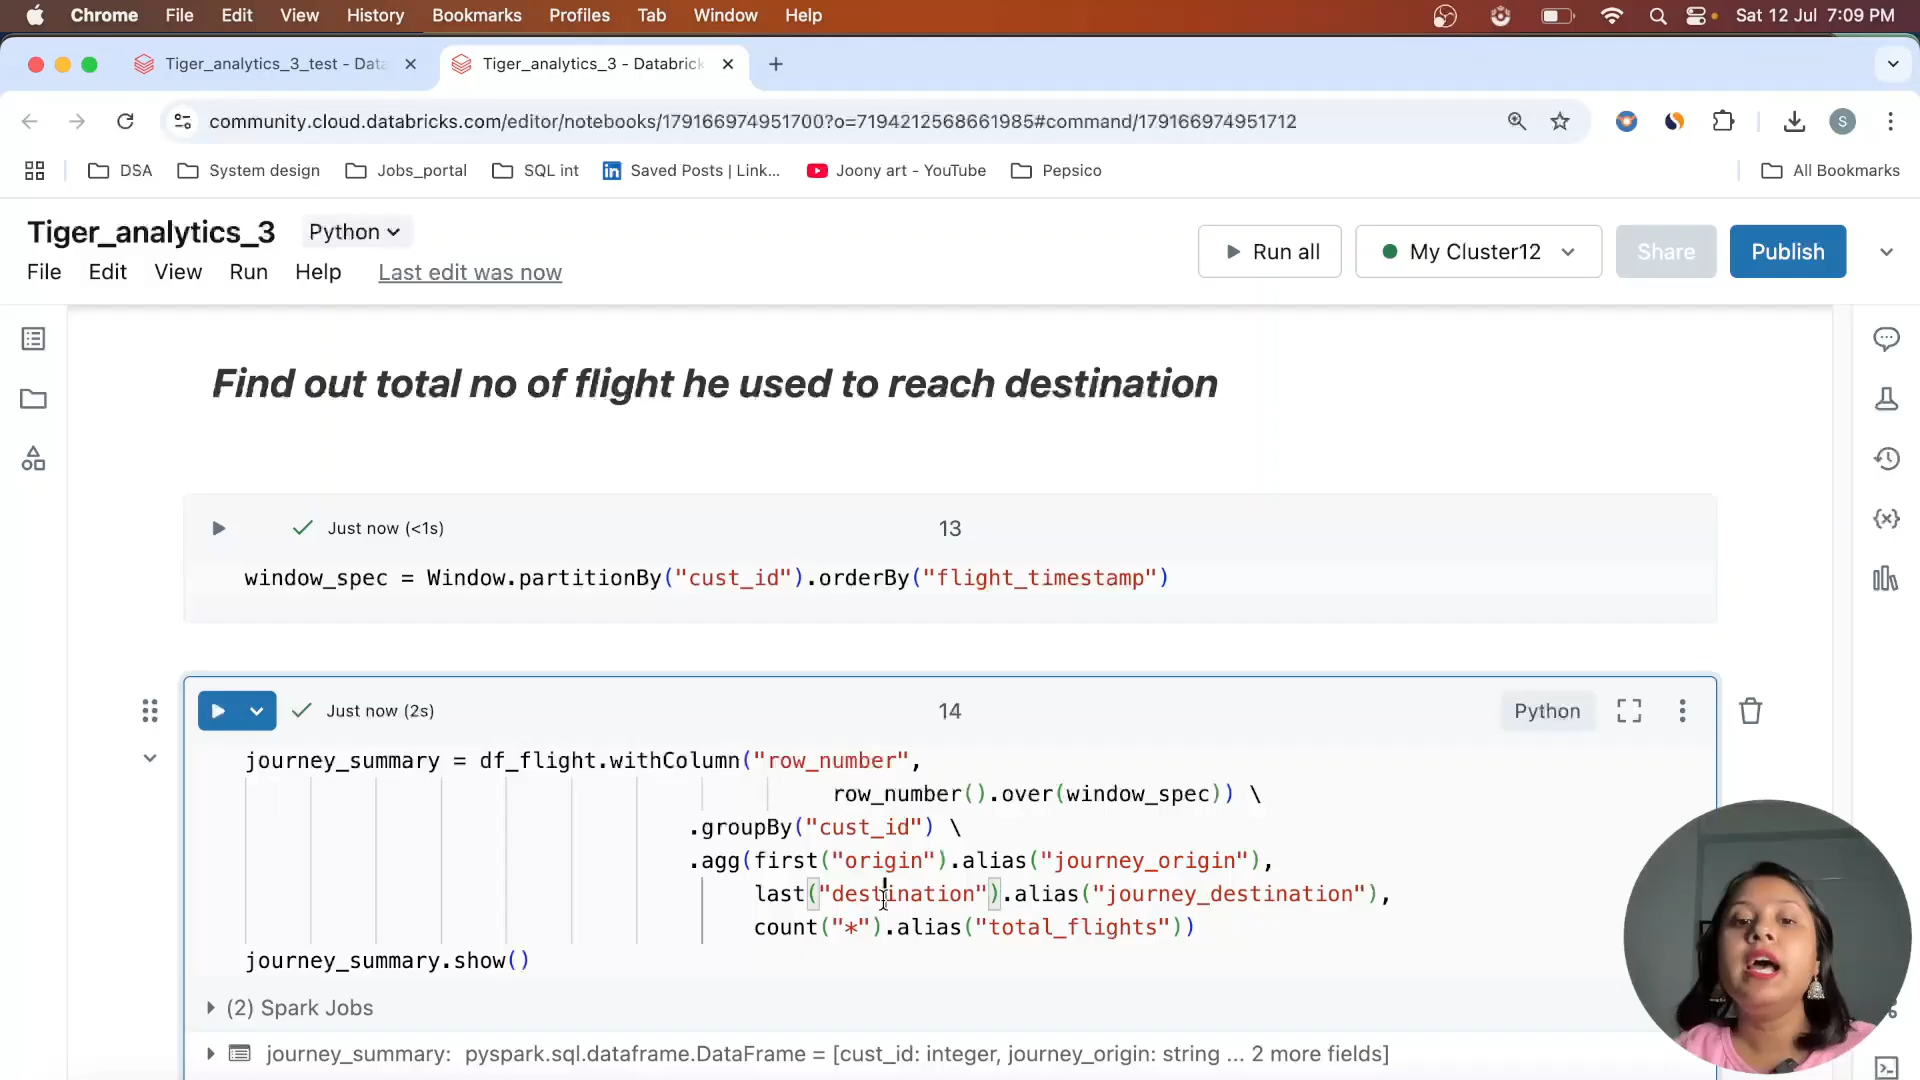 Chrome File Edit View History Bookmarks Profiles Tab Window Help Sat 12 Jul 7:09 PM
Tiger_analytics_3_test - Data Tiger_analytics_3 - Databrick
community.cloud.databricks.com/editor/notebooks/179166974951700?o=7194212568661985#command/179166974951712 S
DSA System design Jobs_portal SQL int Saved Posts | Link... Joony art - YouTube Pepsico All Bookmarks
Tiger_analytics_3 Python
Run all My Cluster12 Share Publish
File Edit View Run Help Last edit was now
Find out total no of flight he used to reach destination
Just now (<1s) 13
window_spec = Window.partitionBy("cust_id").orderBy("flight_timestamp")
Just now (2s) 14 Python
journey_summary = df_flight.withColumn("row_number",
row_number().over(window_spec)) \
.groupBy("cust_id") \
.agg(first("origin").alias("journey_origin"),
last("destination").alias("journey_destination"),
count("*").alias("total_flights"))
journey_summary.show()
(2) Spark Jobs
journey_summary: pyspark.sql.dataframe.DataFrame = [cust_id: integer, journey_origin: string ... 2 more fields]